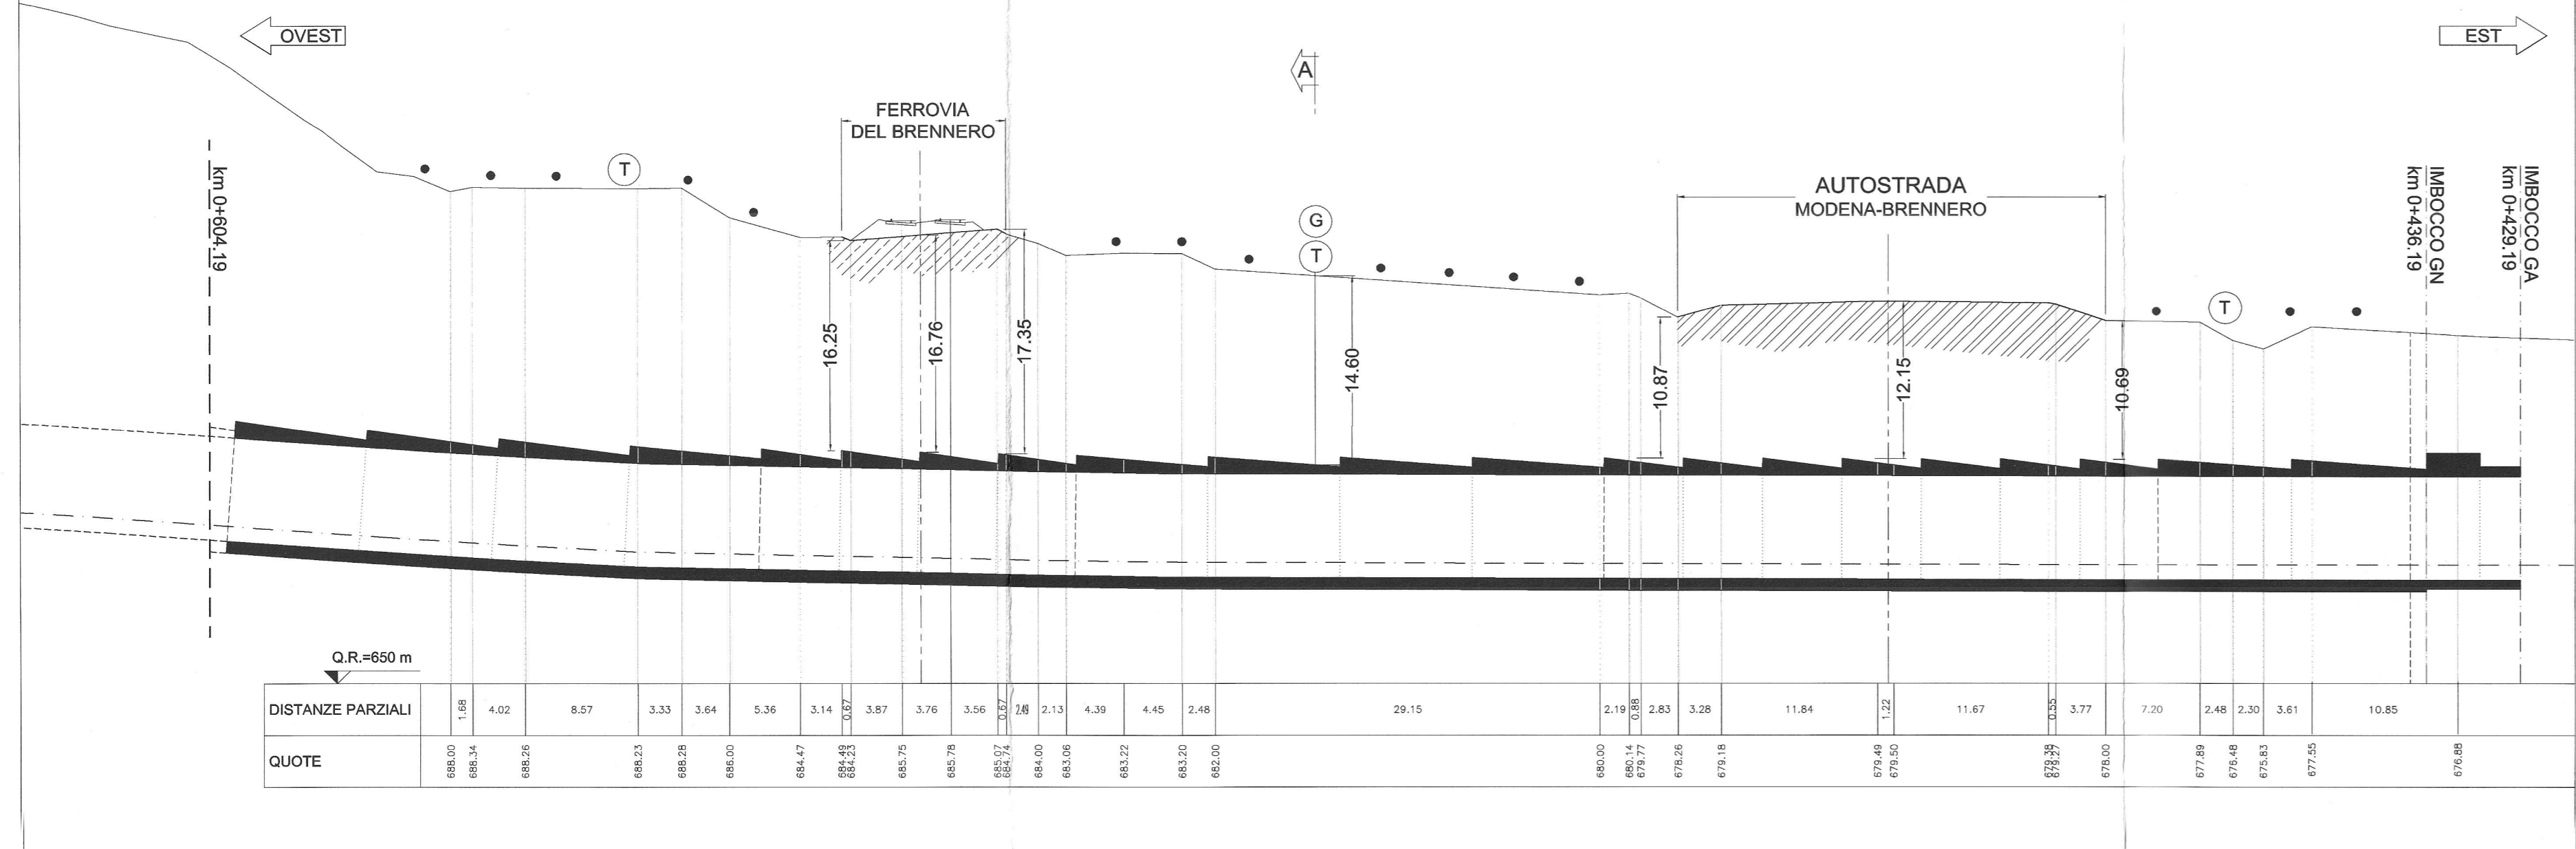 OVEST
EST
A
FERROVIA
DEL BRENNERO
AUTOSTRADA
MODENA-BRENNERO
km 0+604.19
T
G
T
T
IMBOCCO GN
km 0+436.19
IMBOCCO GA
km 0+429.19
16.25
16.76
17.35
14.60
10.87
12.15
10.69
Q.R.=650 m
DISTANZE PARZIALI 1.68 4.02 8.57 3.33 3.64 5.36 3.14 0.67 3.87 3.76 3.56 0.67 2.13 4.39 4.45 2.48 29.15 2.19 0.88 2.83 3.28 11.84 1.22 11.67 0.55 3.77 7.20 2.48 2.30 3.61 10.85
QUOTE 688.00 688.34 688.26 688.23 688.28 686.00 684.47 684.49 684.23 685.75 685.78 685.07 684.74 684.00 683.06 683.22 683.20 682.00 680.00 680.14 679.77 678.26 679.18 679.49 679.50 679.38 679.27 678.00 677.89 676.48 675.83 677.55 676.88